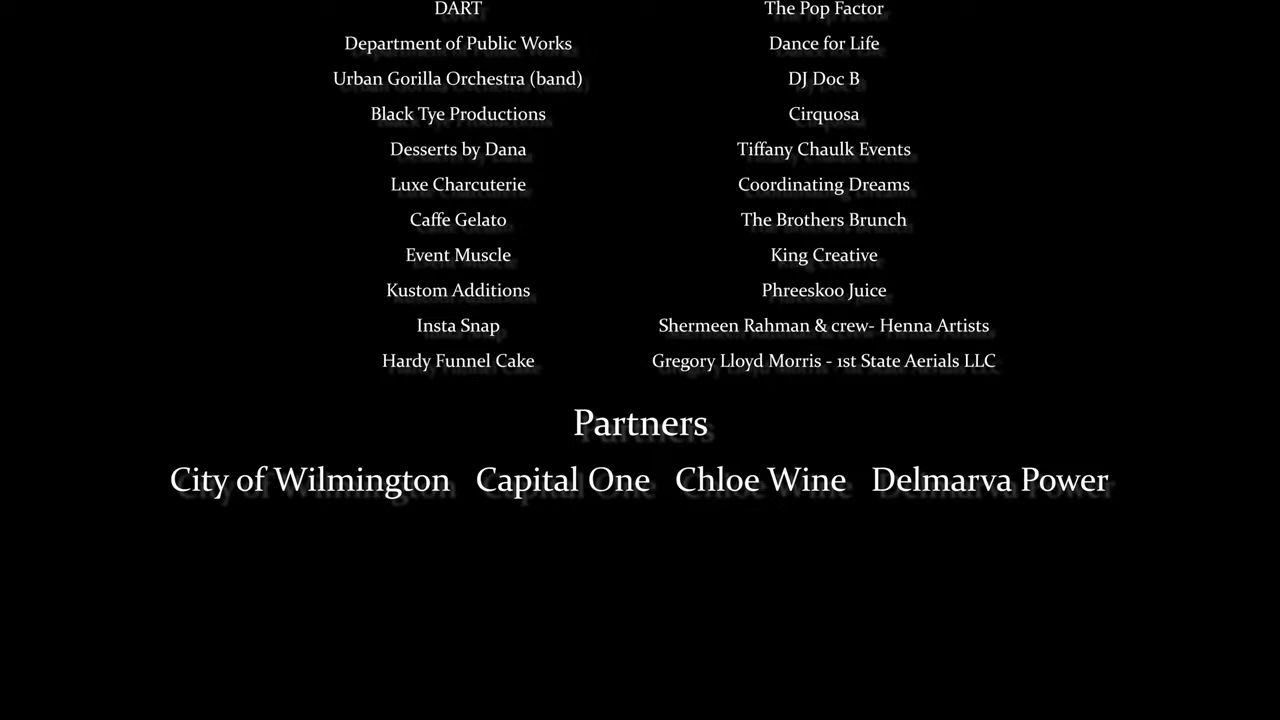 DART
The Pop Factor
Department of Public Works
Dance for Life
Urban Gorilla Orchestra (band)
DJ Doc B
Black Tye Productions
Cirquosa
Desserts by Dana
Tiffany Chaulk Events
Luxe Charcuterie
Coordinating Dreams
Caffe Gelato
The Brothers Brunch
Event Muscle
King Creative
Kustom Additions
Phreeskoo Juice
Insta Snap
Shermeen Rahman & crew- Henna Artists
Hardy Funnel Cake
Gregory Lloyd Morris - 1st State Aerials LLC
Partners
City of Wilmington Capital One Chloe Wine Delmarva Power